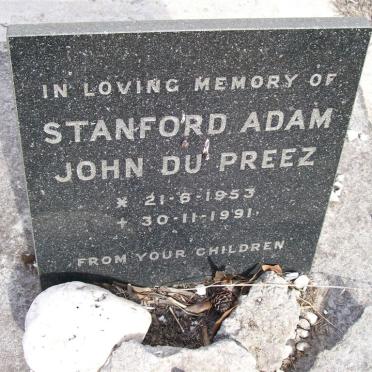 IN LOVING MEMORY OF
STANFORD ADAM
JOHN DU PREEZ
* 21-6-1953
+ 30-11-1991
FROM YOUR CHILDREN